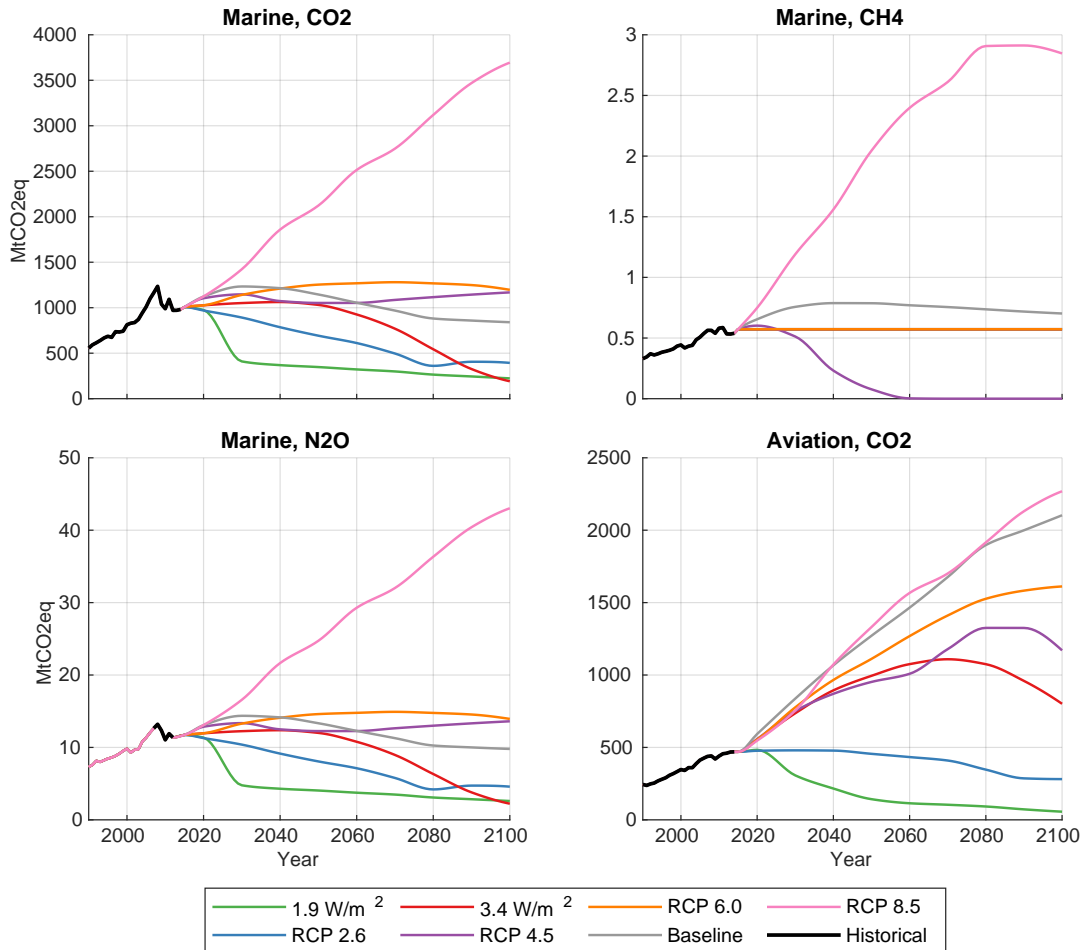 Marine, CO2
4000
3500
3000
2500
2000
1500
1000
500
0
MtCO2eq
Marine, CH4
3
2.5
2
1.5
1
0.5
0
Marine, N2O
50
40
30
20
10
0
MtCO2eq
2000 2020 2040 2060 2080 2100
Year
Aviation, CO2
2500
2000
1500
1000
500
0
2000 2020 2040 2060 2080 2100
Year
1.9 W/m 2 3.4 W/m 2 RCP 6.0 RCP 8.5
RCP 2.6 RCP 4.5 Baseline Historical